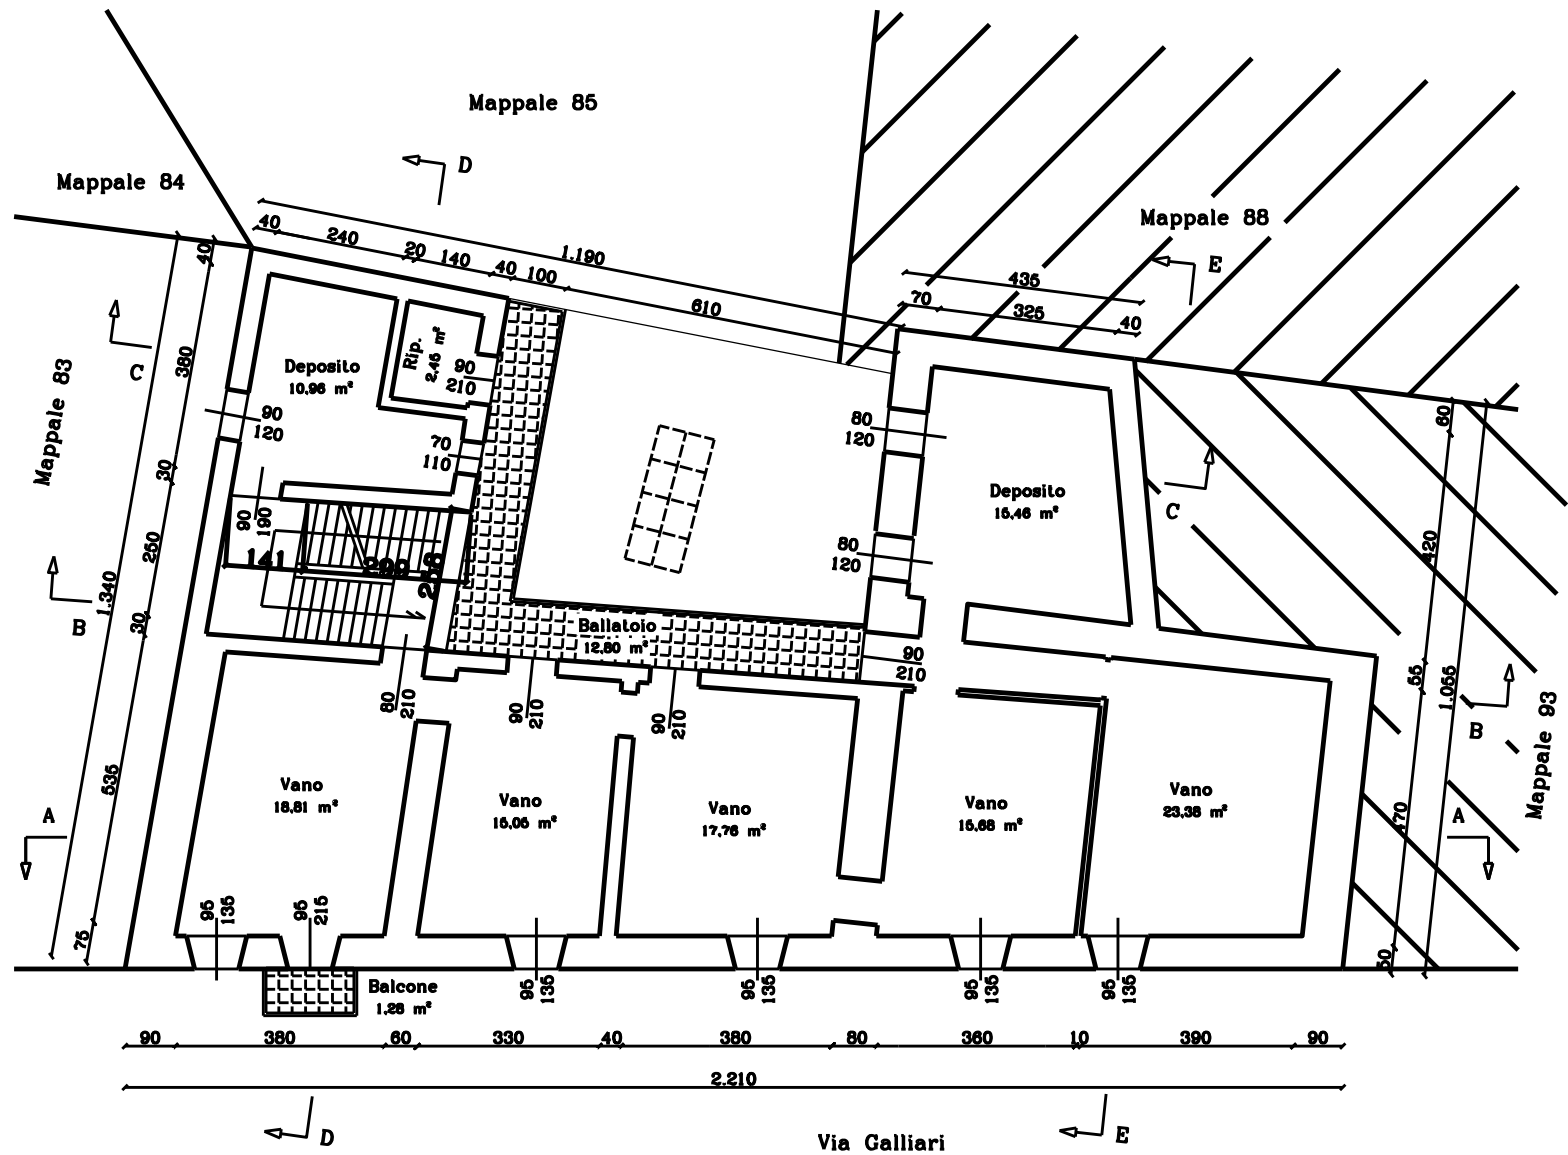 Mappale 85
D
Mappale 84
Mappale 88
E
40
240
20
140
40
100
1.190
610
435
70
325
40
40
380
C
Mappale 83
Deposito
10,96 m²
Rip.
2,46 m²
90
210
90
120
70
110
80
120
60
30
90
190
Deposito
15,46 m²
C
250
141
299
256
80
120
420
1.340
30
B
Ballatoio
12,80 m²
90
210
55
1.055
80
210
90
210
90
210
B
Mappale 93
535
Vano
18,81 m²
Vano
15,05 m²
Vano
17,76 m²
Vano
15,68 m²
Vano
23,38 m²
A
470
A
75
95
135
95
215
50
Balcone
1,28 m²
95
135
95
135
95
135
95
135
90
380
60
330
40
380
80
360
10
390
90
2.210
D
E
Via Galliari